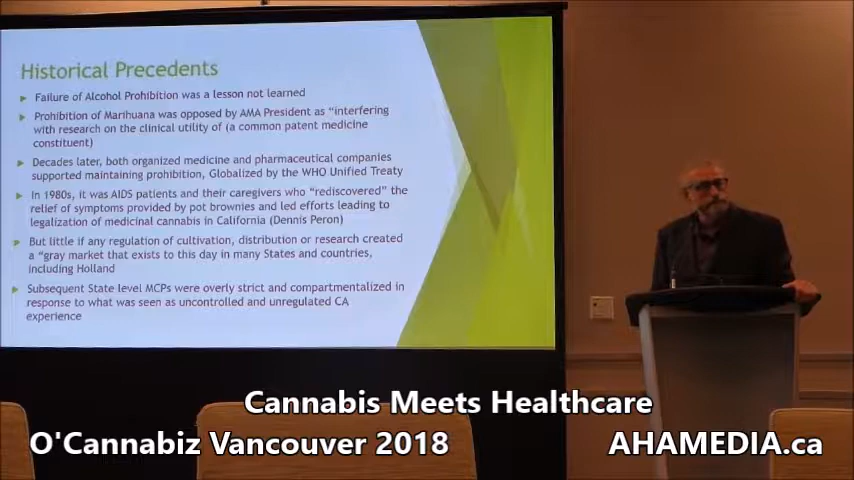 Historical Precedents
Failure of Alcohol Prohibition was a lesson not learned
Prohibition of Marihuana was opposed by AMA President as “interfering
with research on the clinical utility of (a common patent medicine
constituent)
Decades later, both organized medicine and pharmaceutical companies
supported maintaining prohibition, Globalized by the WHO Unified Treaty
In 1980s, it was AIDS patients and their caregivers who “rediscovered” the
relief of symptoms provided by pot brownies and led efforts leading to
legalization of medicinal cannabis in California (Dennis Peron)
But little if any regulation of cultivation, distribution or research created
a “gray market that exists to this day in many States and countries,
including Holland
Subsequent State level MCPs were overly strict and compartmentalized in
response to what was seen as uncontrolled and unregulated CA
experience
Cannabis Meets Healthcare
O'Cannabiz Vancouver 2018
AHAMEDIA.ca